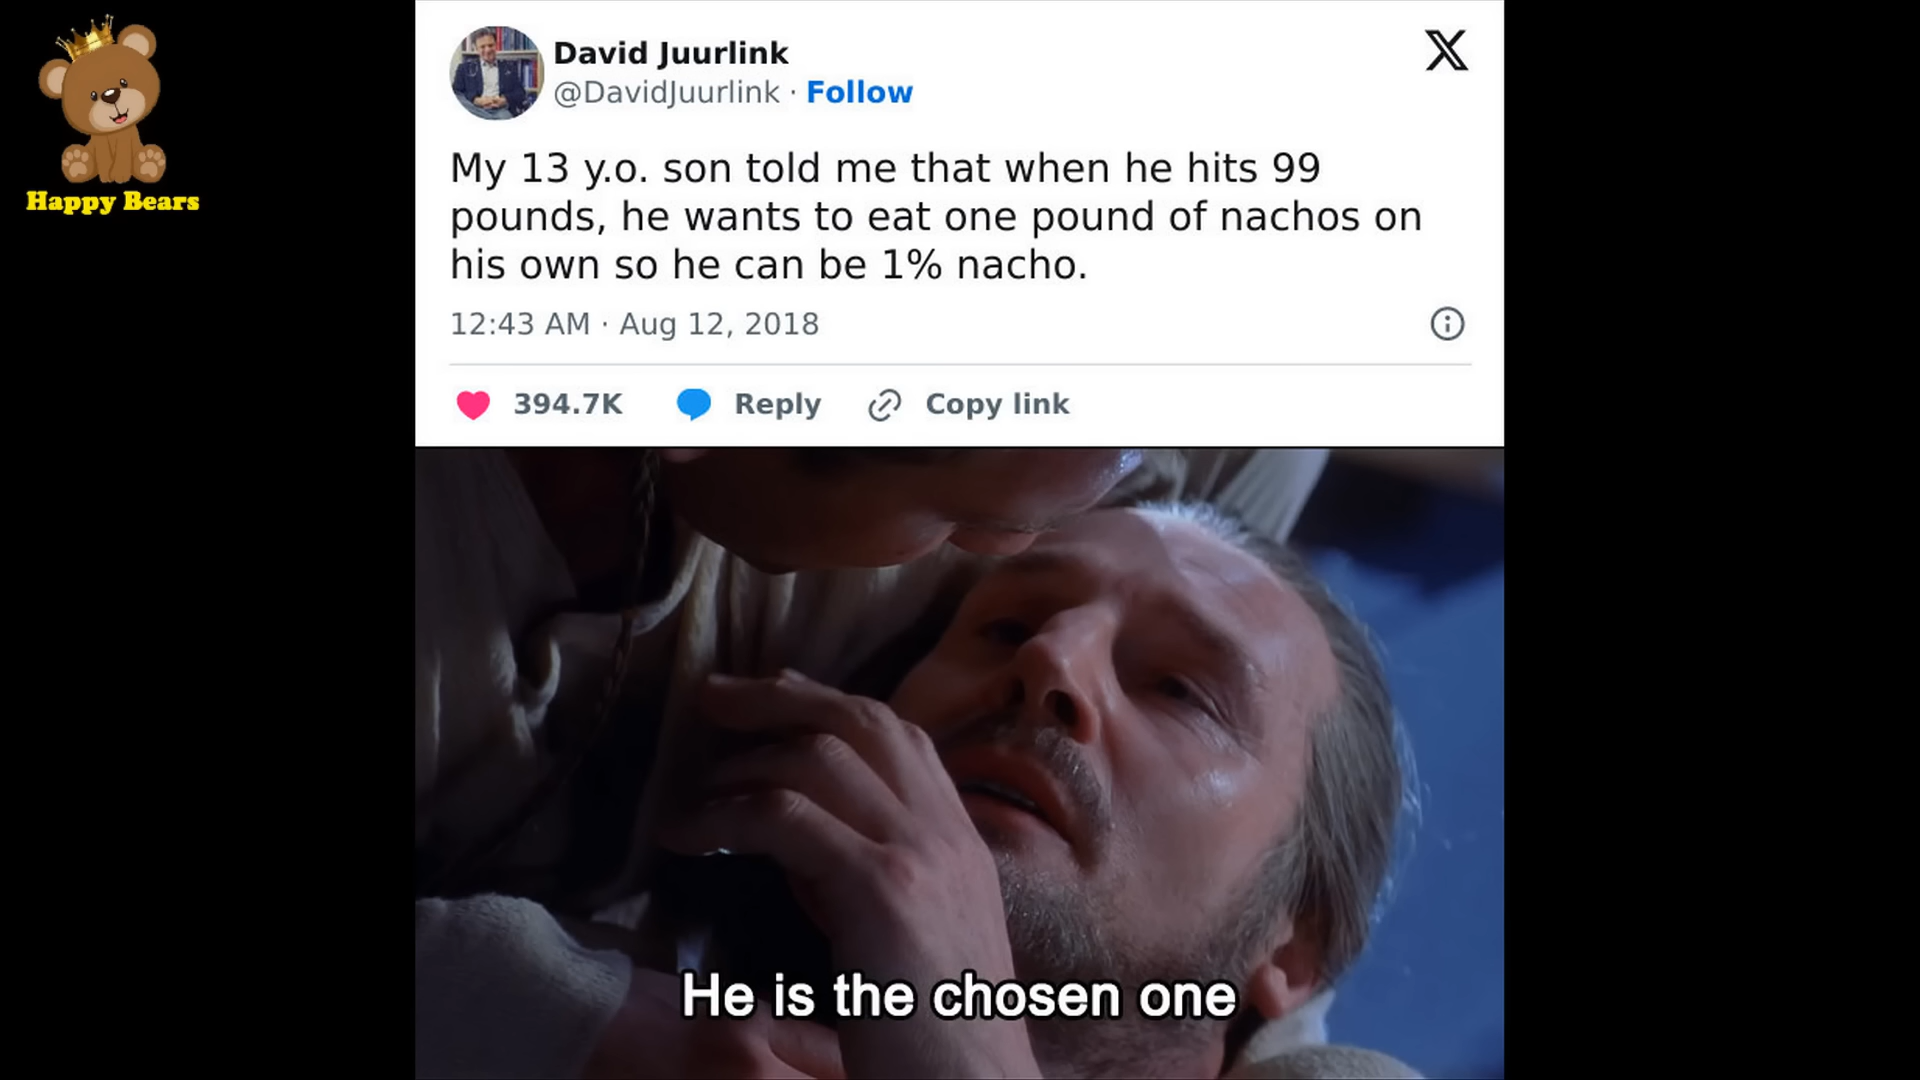 Happy Bears
David Juurlink
@DavidJuurlink · Follow
My 13 y.o. son told me that when he hits 99
pounds, he wants to eat one pound of nachos on
his own so he can be 1% nacho.
12:43 AM · Aug 12, 2018
394.7K Reply Copy link
He is the chosen one